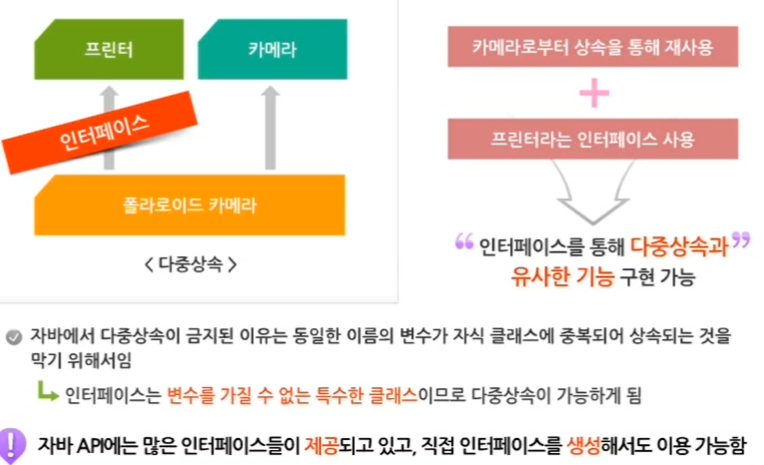 프린터
카메라
인터페이스
폴라로이드 카메라
< 다중상속 >
카메라로부터 상속을 통해 재사용
+
프린터라는 인터페이스 사용
“ 인터페이스를 통해 다중상속과 ”
유사한 기능 구현 가능
자바에서 다중상속이 금지된 이유는 동일한 이름의 변수가 자식 클래스에 중복되어 상속되는 것을
막기 위해서임
인터페이스는 변수를 가질 수 없는 특수한 클래스이므로 다중상속이 가능하게 됨
! 자바 API에는 많은 인터페이스들이 제공되고 있고, 직접 인터페이스를 생성해서도 이용 가능함